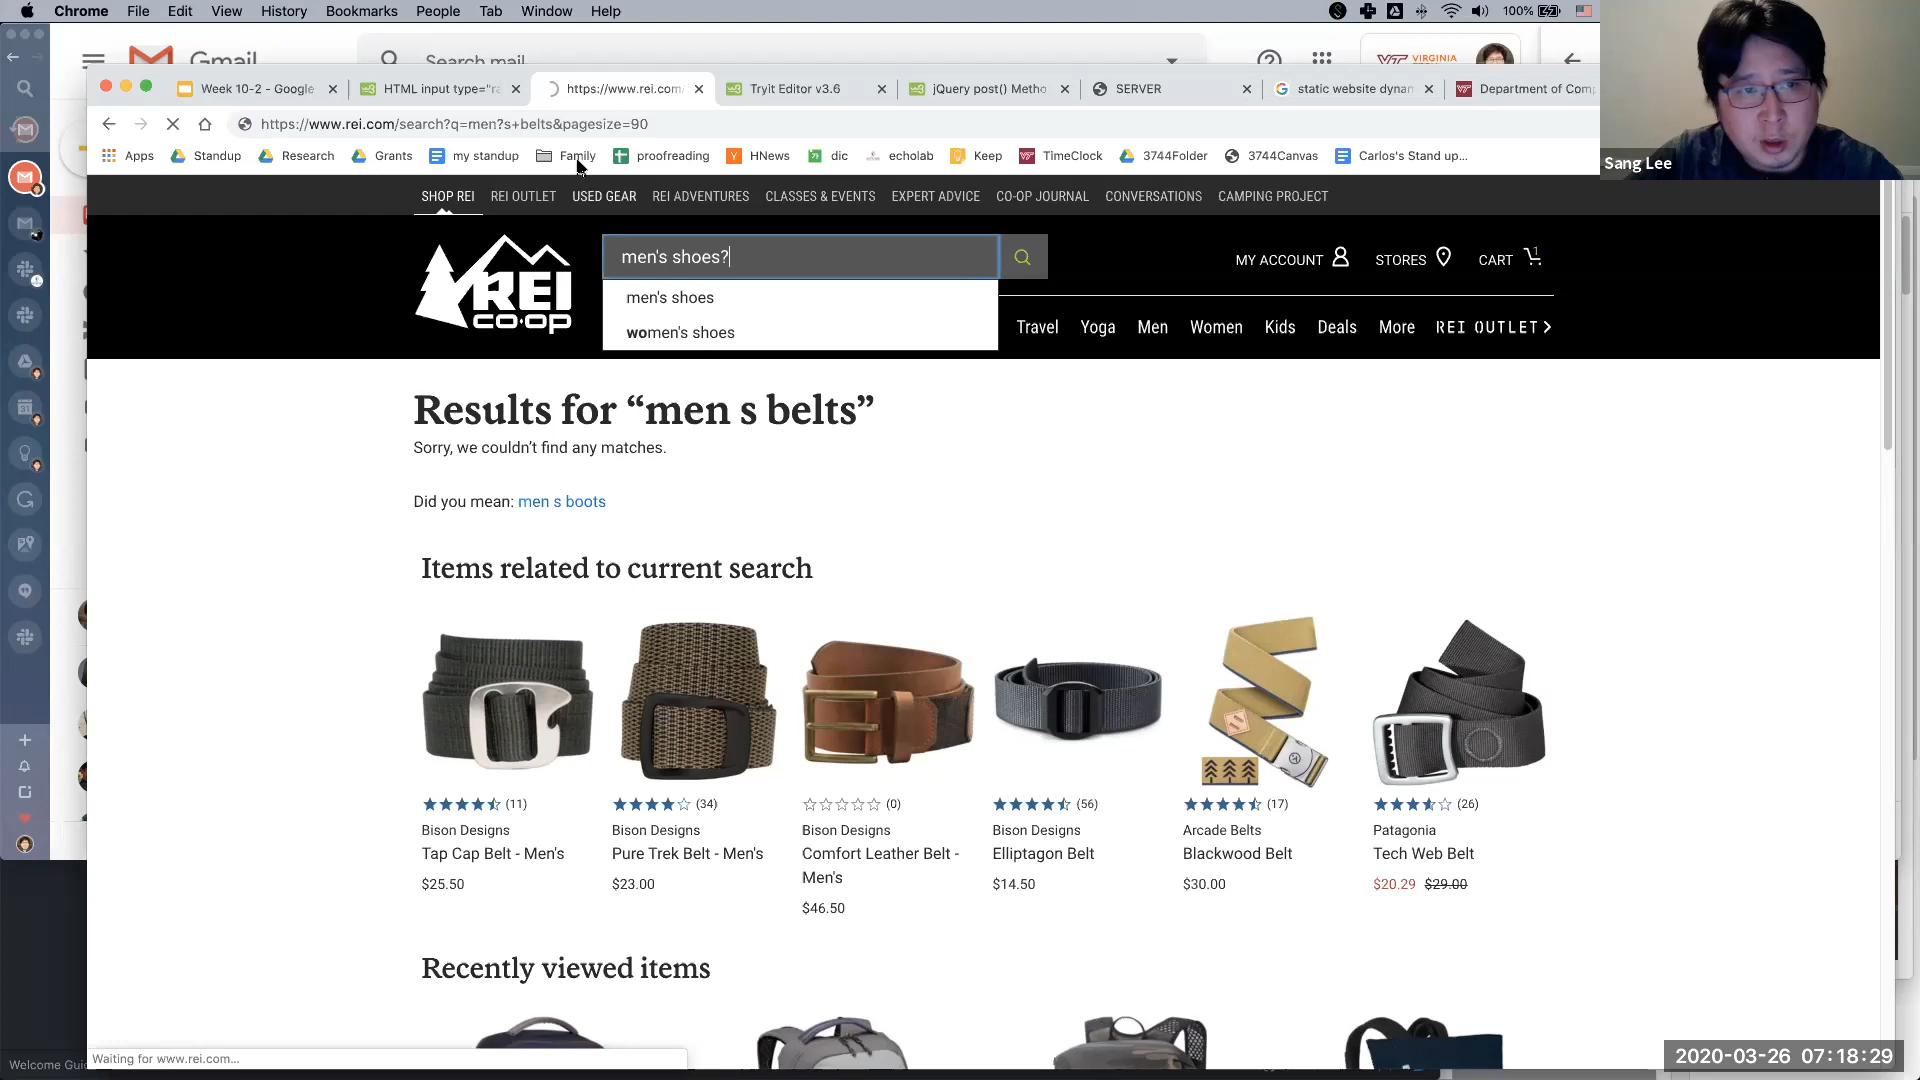 Chrome File Edit View History Bookmarks People Tab Window Help 100%
Gmail Search mail VIRGINIA
Week 10-2 - Google HTML input type="ra https://www.rei.com/ Tryit Editor v3.6 jQuery post() Metho SERVER static website dynam Department of Com
https://www.rei.com/search?q=men?s+belts&pagesize=90
Apps Standup Research Grants my standup Family proofreading HNews dic echolab Keep TimeClock 3744Folder 3744Canvas Carlos's Stand up...
Sang Lee
SHOP REI REI OUTLET USED GEAR REI ADVENTURES CLASSES & EVENTS EXPERT ADVICE CO-OP JOURNAL CONVERSATIONS CAMPING PROJECT
REI
co·op
men's shoes?
MY ACCOUNT STORES CART 1
men's shoes
women's shoes
Travel Yoga Men Women Kids Deals More REI OUTLET
Results for “men s belts”
Sorry, we couldn’t find any matches.
Did you mean: men s boots
Items related to current search
(11) (34) (0) (56) (17) (26)
Bison Designs Bison Designs Bison Designs Bison Designs Arcade Belts Patagonia
Tap Cap Belt - Men's Pure Trek Belt - Men's Comfort Leather Belt - Elliptagon Belt Blackwood Belt Tech Web Belt
Men's
$25.50 $23.00 $14.50 $30.00 $20.29 $29.00
$46.50
Recently viewed items
Waiting for www.rei.com...
Welcome Gui
2020-03-26 07:18:29